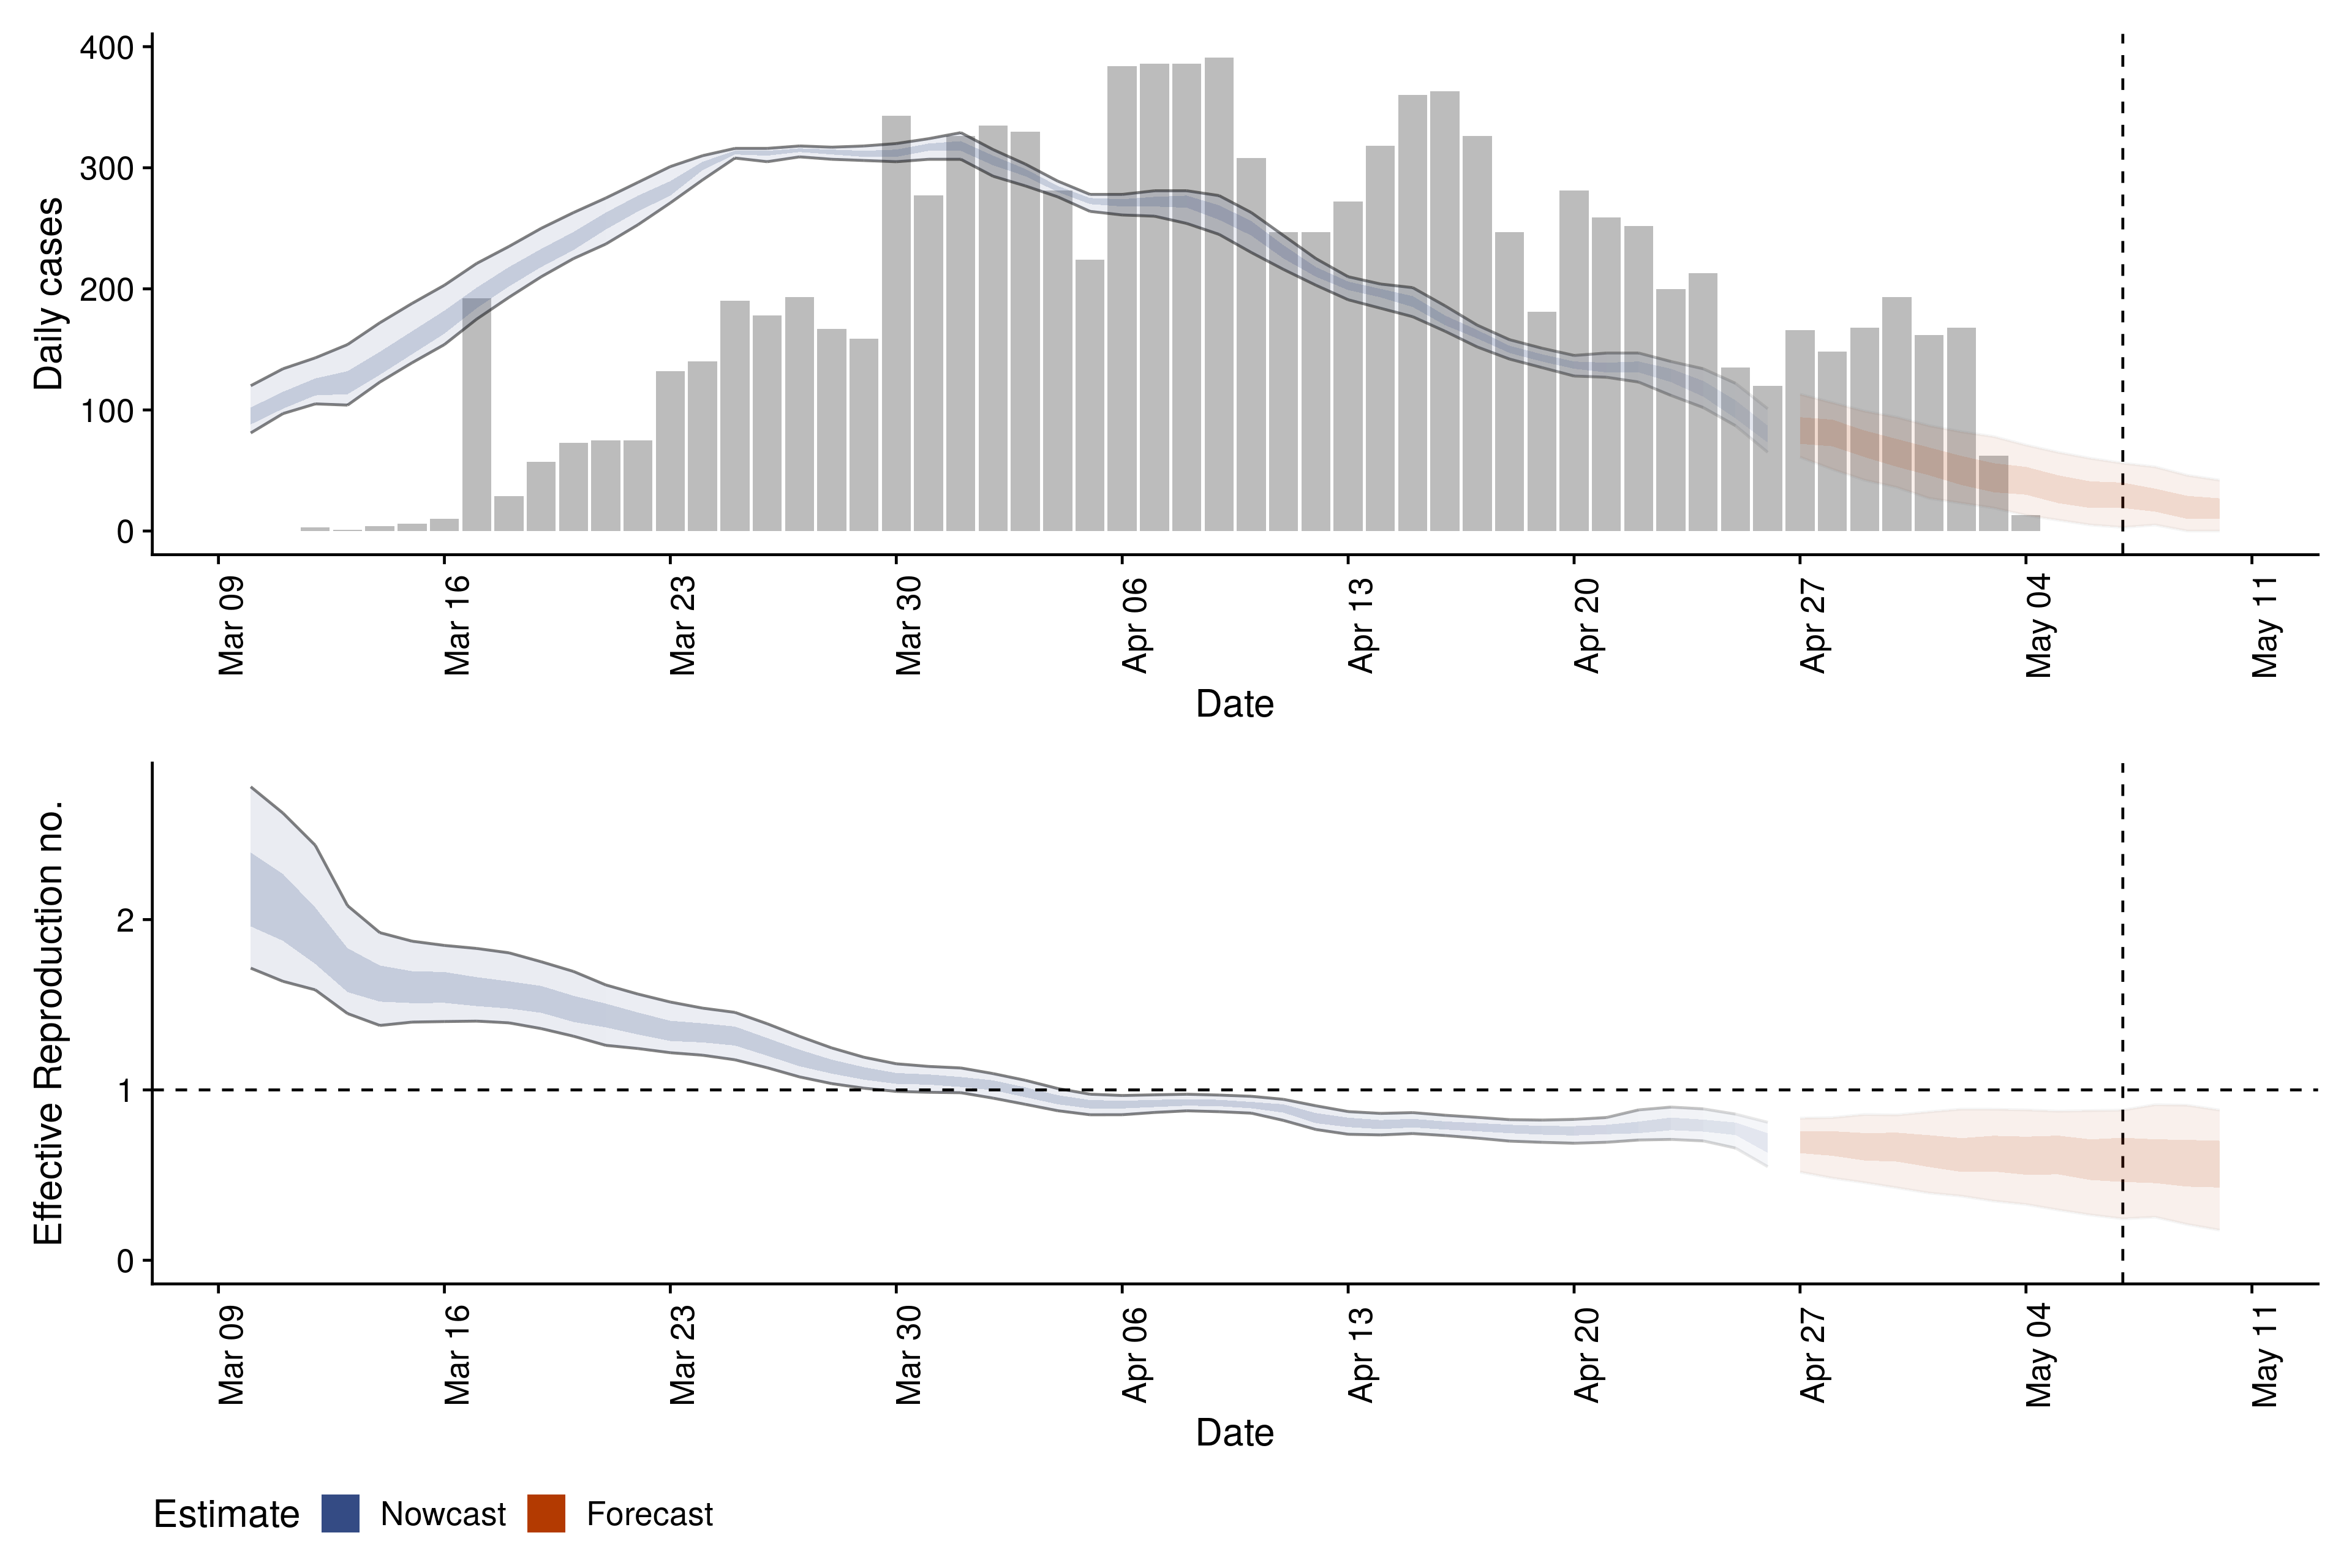 Daily cases
400
300
200
100
0
Mar 09
Mar 16
Mar 23
Mar 30
Apr 06
Apr 13
Apr 20
Apr 27
May 04
May 11
Date
Effective Reproduction no.
2
1
0
Mar 09
Mar 16
Mar 23
Mar 30
Apr 06
Apr 13
Apr 20
Apr 27
May 04
May 11
Date
Estimate Nowcast Forecast